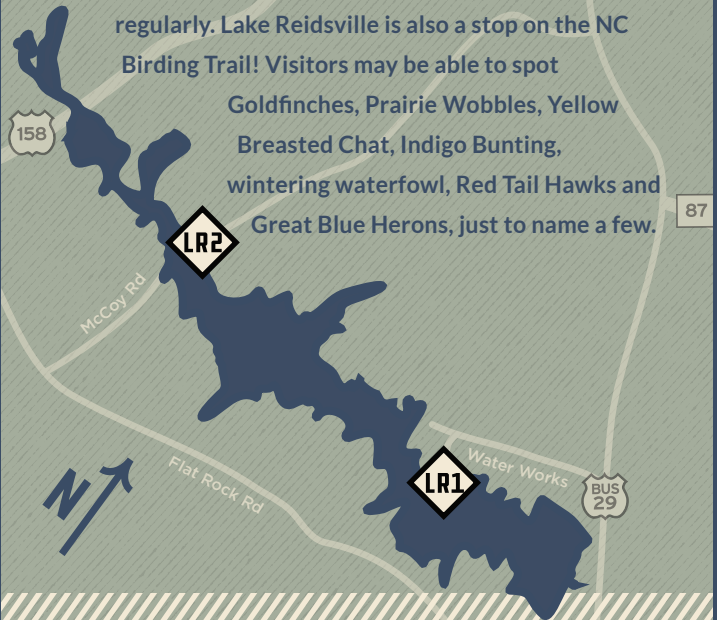 regularly. Lake Reidsville is also a stop on the NC
Birding Trail! Visitors may be able to spot
Goldfinches, Prairie Wobbles, Yellow
Breasted Chat, Indigo Bunting,
wintering waterfowl, Red Tail Hawks and
Great Blue Herons, just to name a few.
158
87
LR2
McCoy Rd
Flat Rock Rd
N
LR1
Water Works
BUS
29